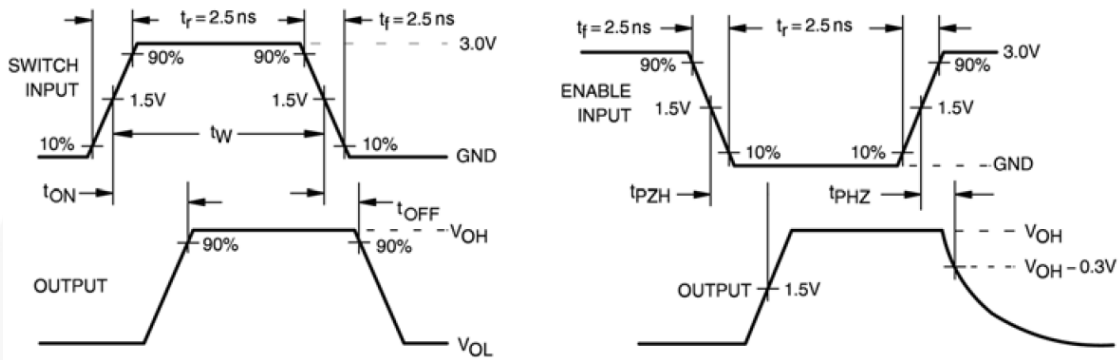 tr = 2.5 ns
tf = 2.5 ns
3.0V
SWITCH
INPUT
90%
90%
1.5V
1.5V
tW
10%
10%
GND
tON
tOFF
VOH
90%
90%
OUTPUT
VOL
tf = 2.5 ns
tr = 2.5 ns
3.0V
90%
90%
ENABLE
INPUT
1.5V
1.5V
10%
10%
GND
tPZH
tPHZ
VOH
VOH – 0.3V
OUTPUT
1.5V